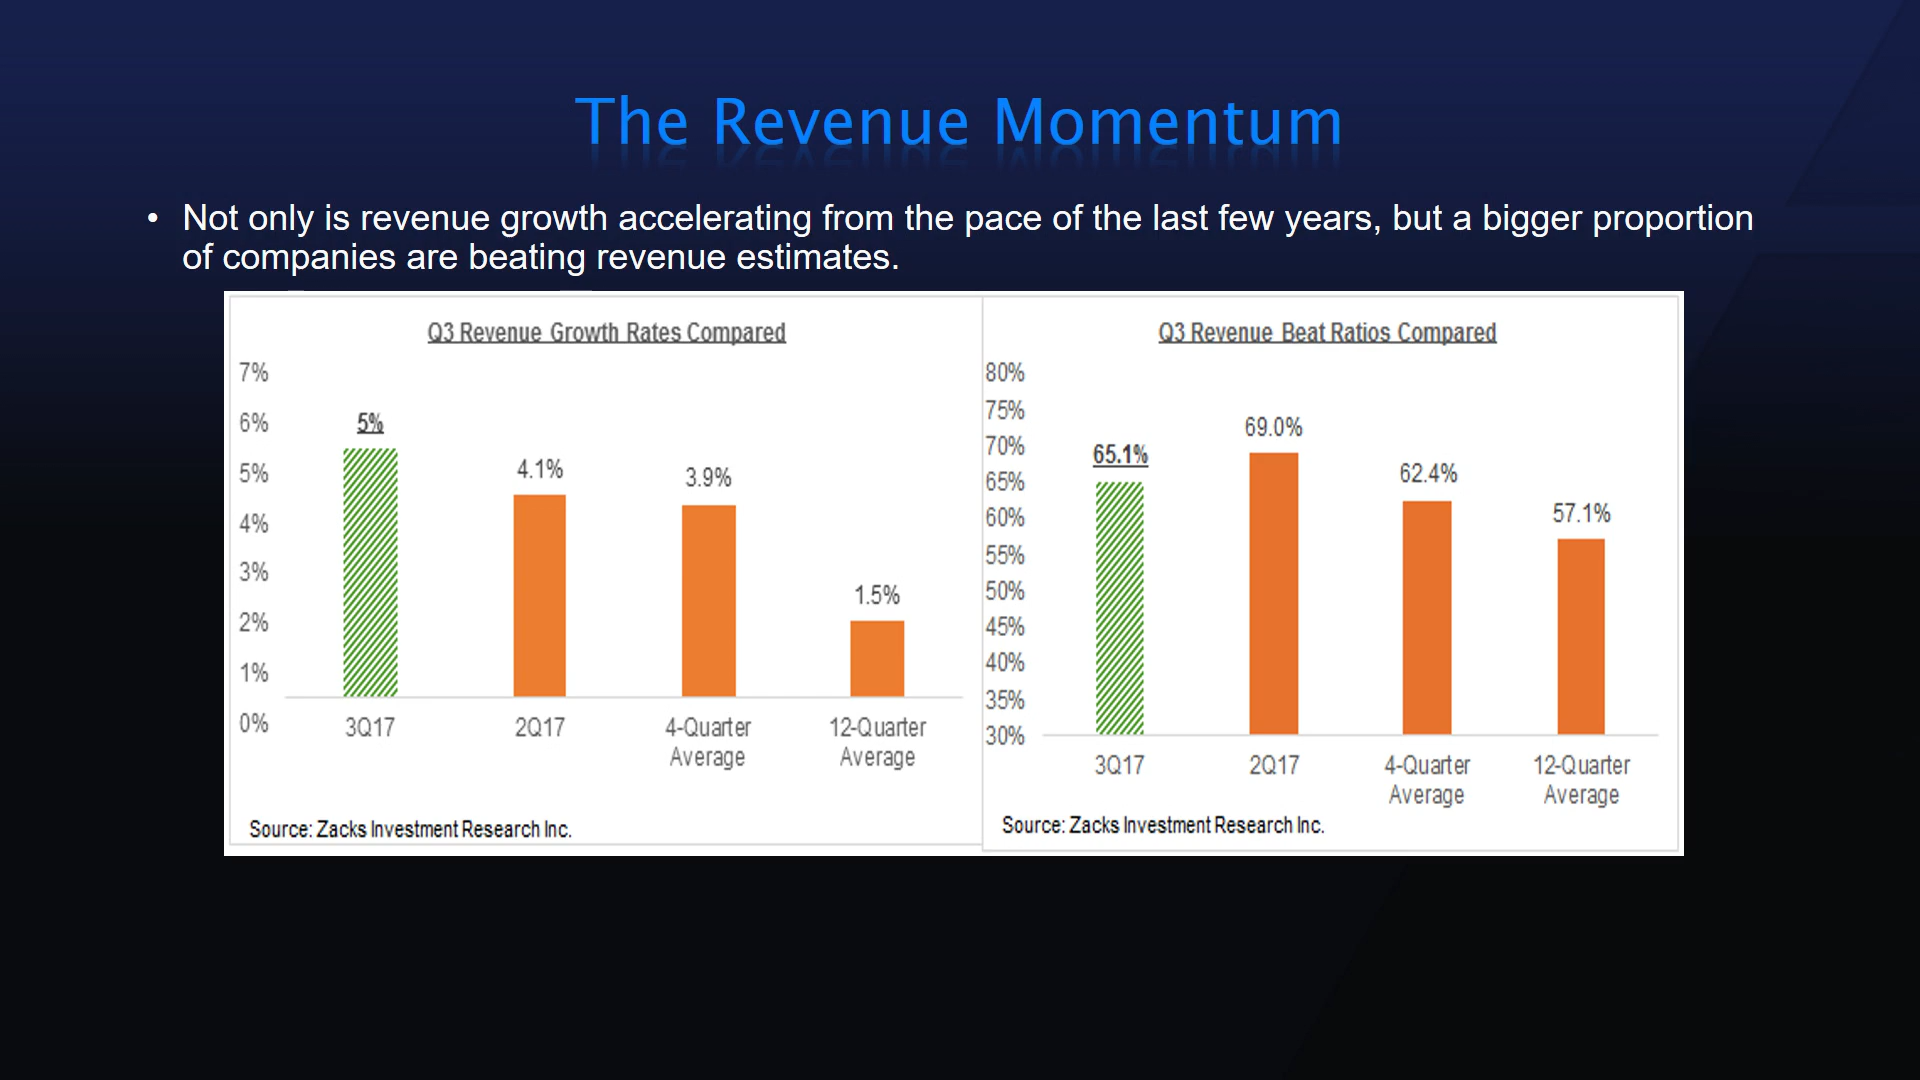 The Revenue Momentum
• Not only is revenue growth accelerating from the pace of the last few years, but a bigger proportion
of companies are beating revenue estimates.
Q3 Revenue Growth Rates Compared
7%
6%
5%
4%
3%
2%
1%
0%
5%
4.1%
3.9%
1.5%
3Q17
2Q17
4-Quarter
Average
12-Quarter
Average
Source: Zacks Investment Research Inc.
Q3 Revenue Beat Ratios Compared
80%
75%
70%
65%
60%
55%
50%
45%
40%
35%
30%
65.1%
69.0%
62.4%
57.1%
3Q17
2Q17
4-Quarter
Average
12-Quarter
Average
Source: Zacks Investment Research Inc.